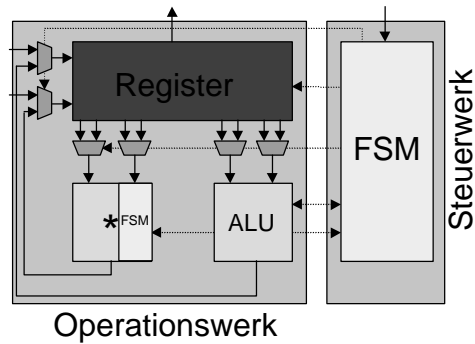 Register
FSM
*
FSM
ALU
Steuerwerk
Operationswerk